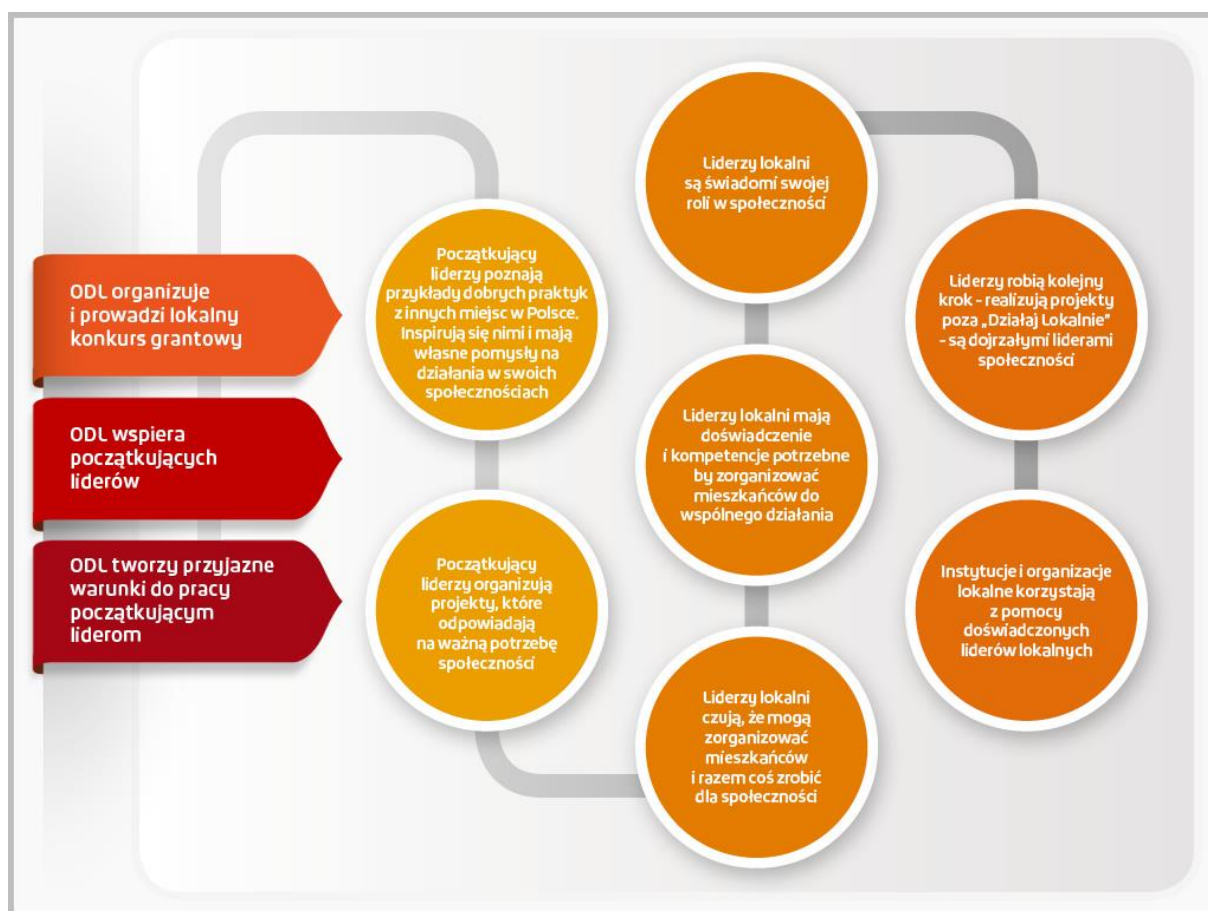 ODL organizuje
i prowadzi lokalny
konkurs grantowy
ODL wspiera
początkujących
liderów
ODL tworzy przyjazne
warunki do pracy
początkującym
liderom
Początkujący
liderzy poznają
przykłady dobrych praktyk
z innych miejsc w Polsce.
Inspirują się nimi i mają
własne pomysły na
działania w swoich
społecznościach
Początkujący
liderzy organizują
projekty, które
odpowiadają
na ważną potrzebę
społeczności
Liderzy lokalni
czują, że mogą
zorganizować
mieszkańców
i razem coś zrobić
dla społeczności
Liderzy lokalni mają
doświadczenie
i kompetencje potrzebne
by zorganizować
mieszkańców do
wspólnego działania
Liderzy lokalni
są świadomi swojej
roli w społeczności
Liderzy robią kolejny
krok - realizują projekty
poza „Działaj Lokalnie”
- są dojrzałymi liderami
społeczności
Instytucje i organizacje
lokalne korzystają
z pomocy
doświadczonych
liderów lokalnych